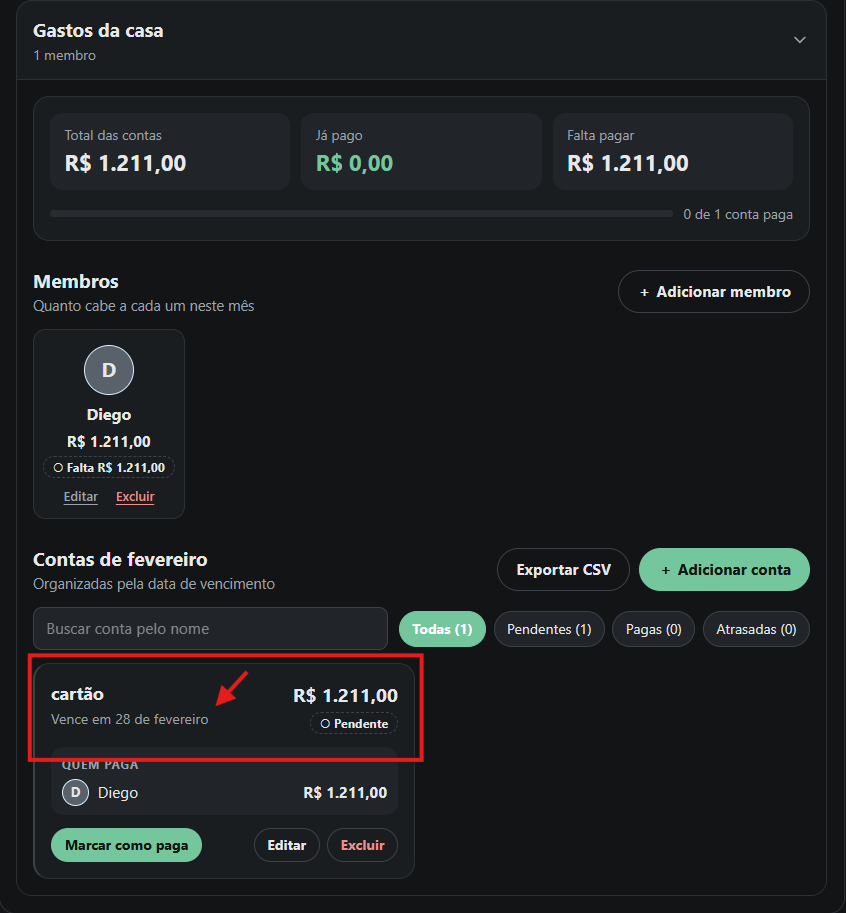 Gastos da casa
1 membro
Total das contas
R$ 1.211,00
Já pago
R$ 0,00
Falta pagar
R$ 1.211,00
0 de 1 conta paga
Membros
Quanto cabe a cada um neste mês
+ Adicionar membro
D
Diego
R$ 1.211,00
Falta R$ 1.211,00
Editar Excluir
Contas de fevereiro
Organizadas pela data de vencimento
Exportar CSV
+ Adicionar conta
Buscar conta pelo nome
Todas (1)
Pendentes (1)
Pagas (0)
Atrasadas (0)
cartão
R$ 1.211,00
Vence em 28 de fevereiro
Pendente
QUEM PAGA
D Diego
R$ 1.211,00
Marcar como paga
Editar
Excluir